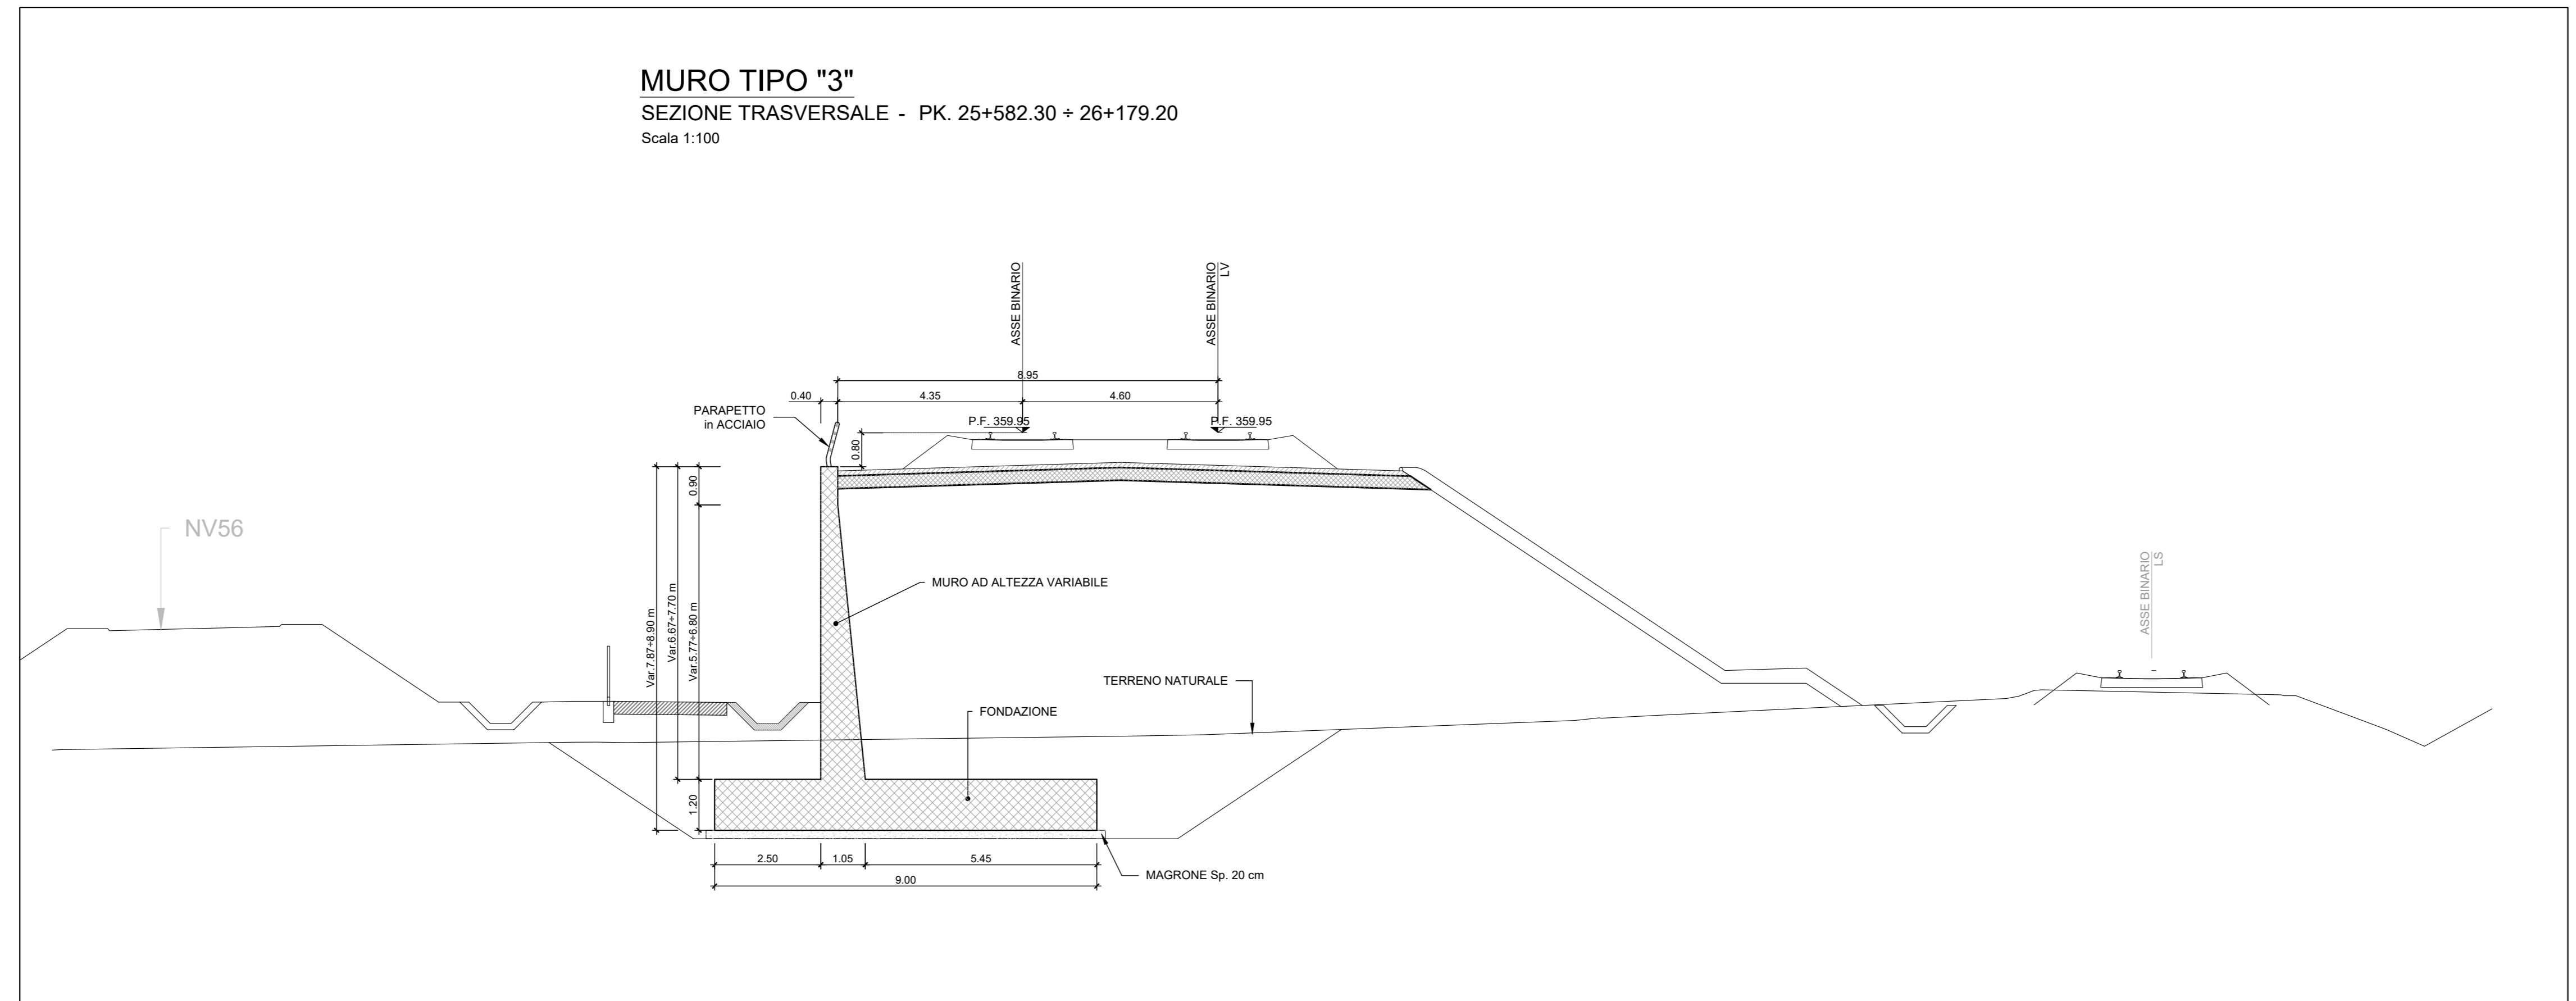 MURO TIPO "3"
SEZIONE TRASVERSALE - PK. 25+582.30 ÷ 26+179.20
Scala 1:100
ASSE BINARIO
ASSE BINARIO
LV
8.95
0.40
4.35
4.60
PARAPETTO
in ACCIAIO
P.F. 359.95
P.F. 359.95
0.80
0.90
NV56
MURO AD ALTEZZA VARIABILE
ASSE BINARIO
LS
Var.7.87÷8.90 m
Var.6.67÷7.70 m
Var.5.77÷6.80 m
TERRENO NATURALE
FONDAZIONE
1.20
2.50
1.05
5.45
MAGRONE Sp. 20 cm
9.00